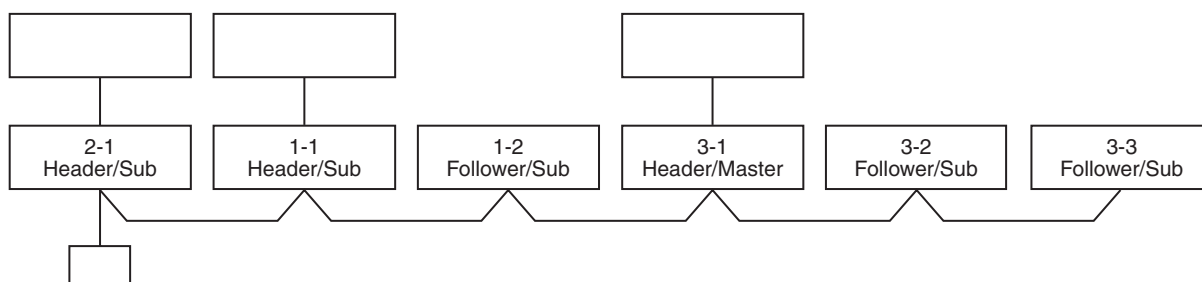 2-1
Header/Sub
1-1
Header/Sub
1-2
Follower/Sub
3-1
Header/Master
3-2
Follower/Sub
3-3
Follower/Sub